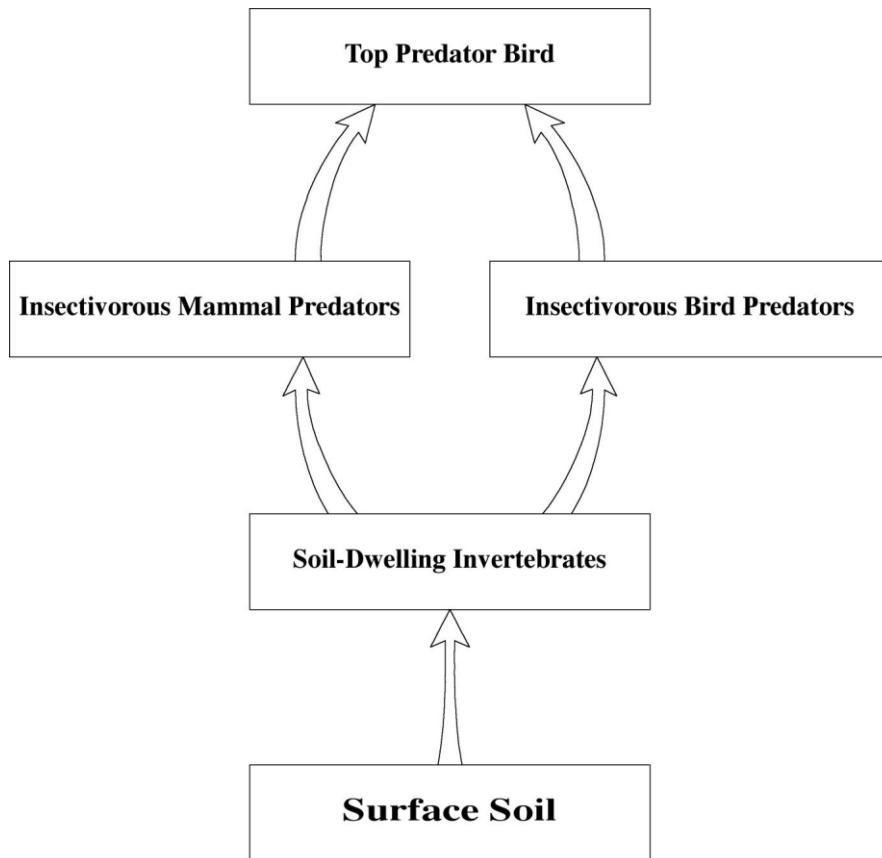 Top Predator Bird
Insectivorous Mammal Predators
Insectivorous Bird Predators
Soil-Dwelling Invertebrates
Surface Soil